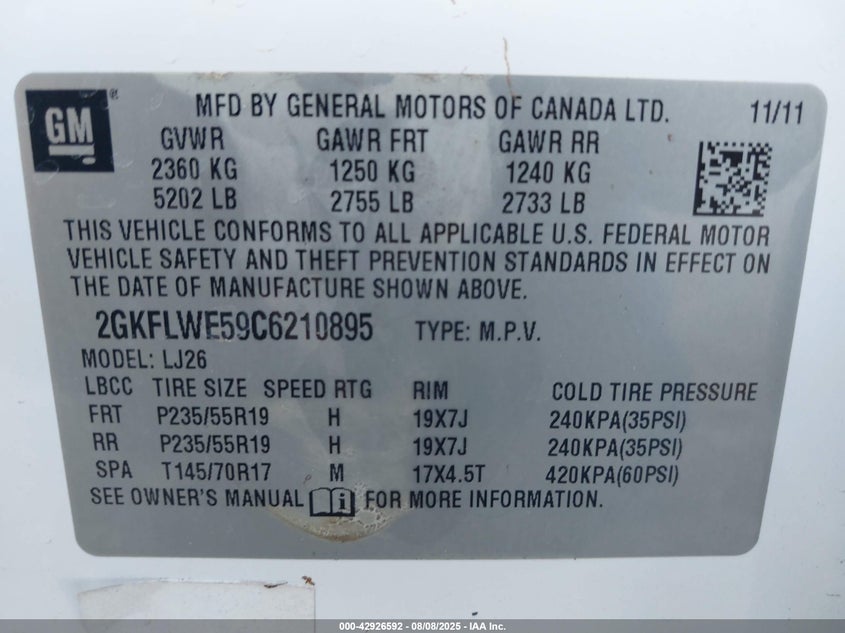 GM ®
MFD BY GENERAL MOTORS OF CANADA LTD. 11/11
GVWR GAWR FRT GAWR RR
2360 KG 1250 KG 1240 KG
5202 LB 2755 LB 2733 LB
THIS VEHICLE CONFORMS TO ALL APPLICABLE U.S. FEDERAL MOTOR
VEHICLE SAFETY AND THEFT PREVENTION STANDARDS IN EFFECT ON
THE DATE OF MANUFACTURE SHOWN ABOVE.
2GKFLWE59C6210895 TYPE: M.P.V.
MODEL: LJ26
LBCC TIRE SIZE SPEED RTG RIM COLD TIRE PRESSURE
FRT P235/55R19 H 19X7J 240KPA(35PSI)
RR P235/55R19 H 19X7J 240KPA(35PSI)
SPA T145/70R17 M 17X4.5T 420KPA(60PSI)
SEE OWNER'S MANUAL i FOR MORE INFORMATION.
000-42926592 - 08/08/2025 - IAA Inc.